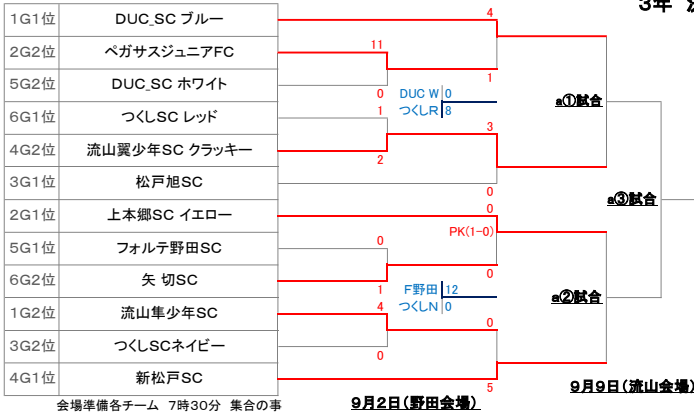 3年
1G1位 DUC_SC ブルー 4
2G2位 ペガサスジュニアFC 11
1
5G2位 DUC_SC ホワイト 0 DUC W 0
6G1位 つくしSC レッド 1 つくしR 8 a①試合
4G2位 流山翼少年SC クラッキー 3
2
3G1位 松戸旭SC 0
a③試合
2G1位 上本郷SC イエロー 0
PK(1-0)
5G1位 フォルテ野田SC 0
0
6G2位 矢切SC 1 F野田 12 a②試合
1G2位 流山隼少年SC 4 つくしN 0
0
3G2位 つくしSCネイビー 0
4G1位 新松戸SC 5
会場準備各チーム 7時30分 集合の事 9月2日(野田会場) 9月9日(流山会場)